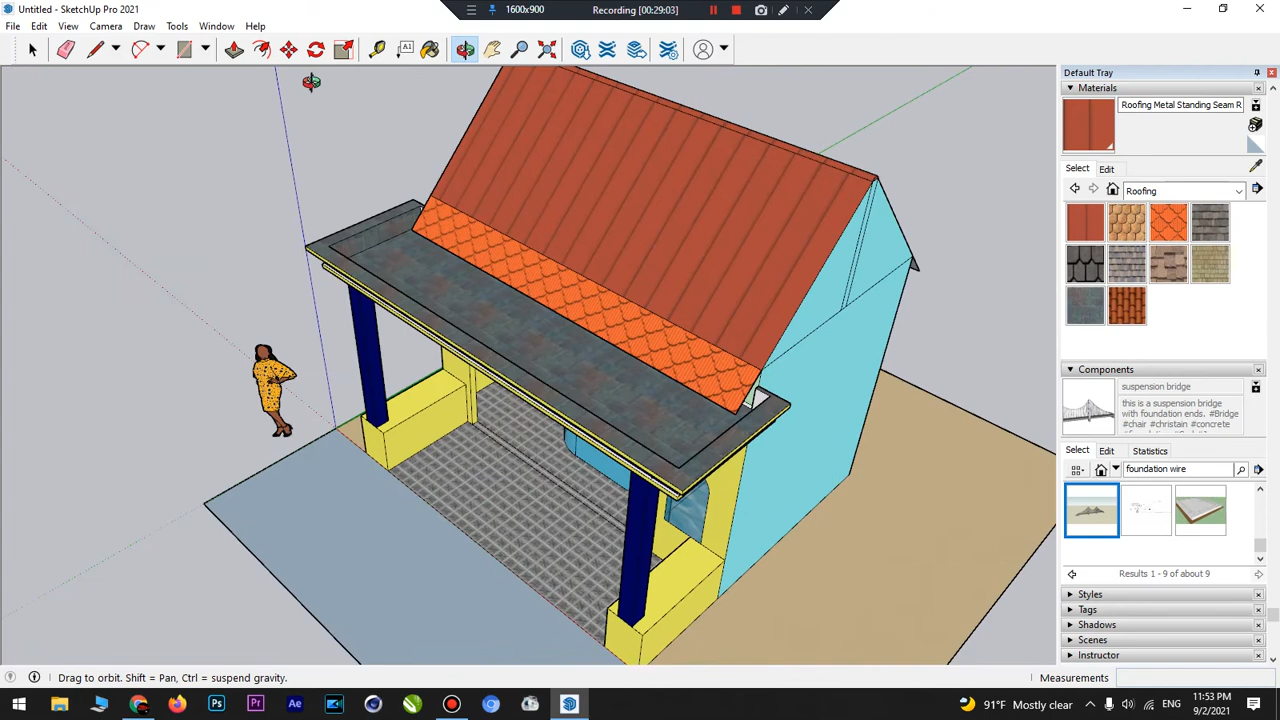 Untitled - SketchUp Pro 2021
1600x900
Recording [00:29:03]
File Edit View Camera Draw Tools Window Help
A1
Default Tray
Materials
Roofing Metal Standing Seam R
Select Edit
Roofing
Components
suspension bridge
this is a suspension bridge
with foundation ends. #Bridge
#chair #christain #concrete
Select Edit Statistics
foundation wire
Results 1 - 9 of about 9
Styles
Tags
Shadows
Scenes
Instructor
Drag to orbit. Shift = Pan, Ctrl = suspend gravity.
Measurements
Ps Pr Ae
91°F Mostly clear
ENG
11:53 PM
9/2/2021